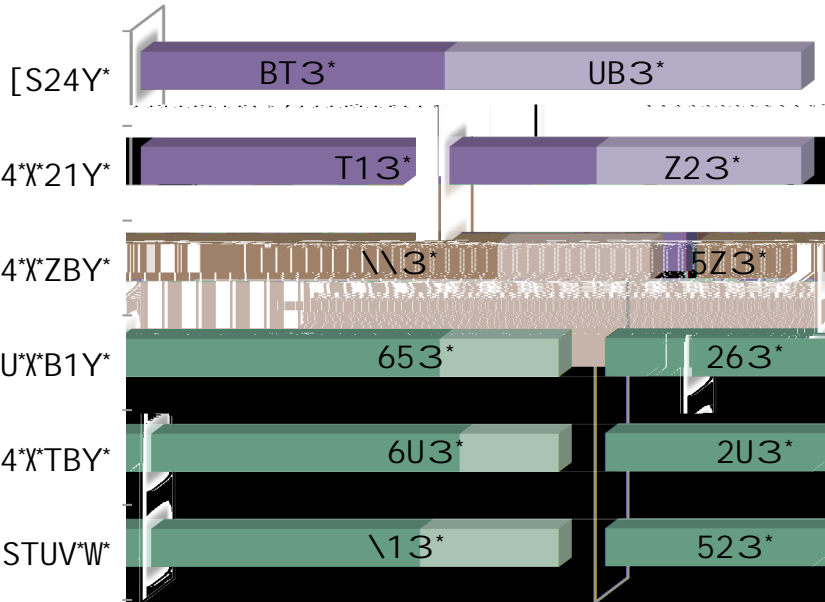 [S24Y* BT3* UB3*
4*X*21Y* T13* Z23*
4*X*ZBY* \\3* 5Z3*
U*X*B1Y* 653* 263*
4*X*TBY* 6U3* 2U3*
STUV*W* \13* 523*